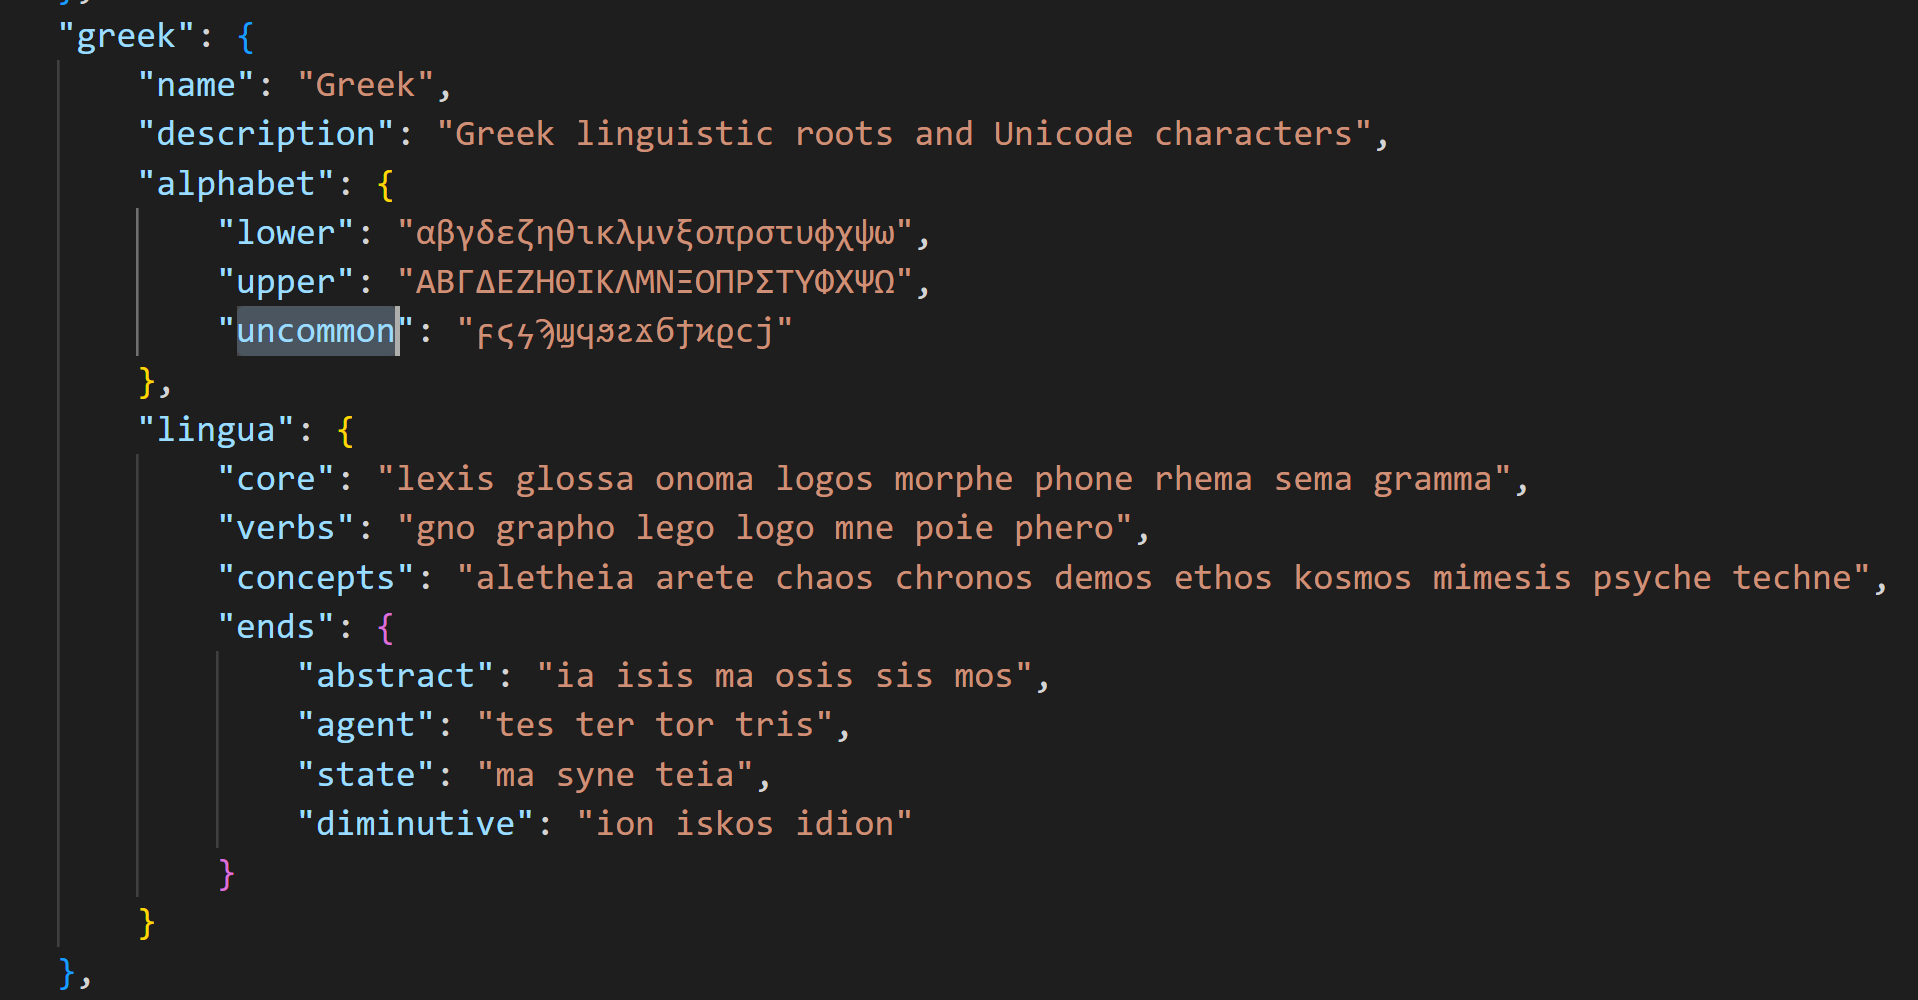 },
"greek": {
"name": "Greek",
"description": "Greek linguistic roots and Unicode characters",
"alphabet": {
"lower": "αβγδεζηθικλμνξοπρστυφχψω",
"upper": "ΑΒΓΔΕΖΗΘΙΚΛΜΝΞΟΠΡΣΤΥΦΧΨΩ",
"uncommon": "ϝϛϟϡϣϥϧϩϫϭϯϰϱϲϳ"
},
"lingua": {
"core": "lexis glossa onoma logos morphe phone rhema sema gramma",
"verbs": "gno grapho lego logo mne poie phero",
"concepts": "aletheia arete chaos chronos demos ethos kosmos mimesis psyche techne",
"ends": {
"abstract": "ia isis ma osis sis mos",
"agent": "tes ter tor tris",
"state": "ma syne teia",
"diminutive": "ion iskos idion"
}
}
},